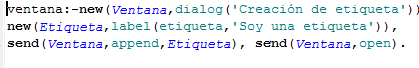 ventana:-new(Ventana,dialog('Creación de etiqueta'))
new(Etiqueta,label(etiqueta,'Soy una etiqueta')),
send(Ventana,append,Etiqueta), send(Ventana,open).